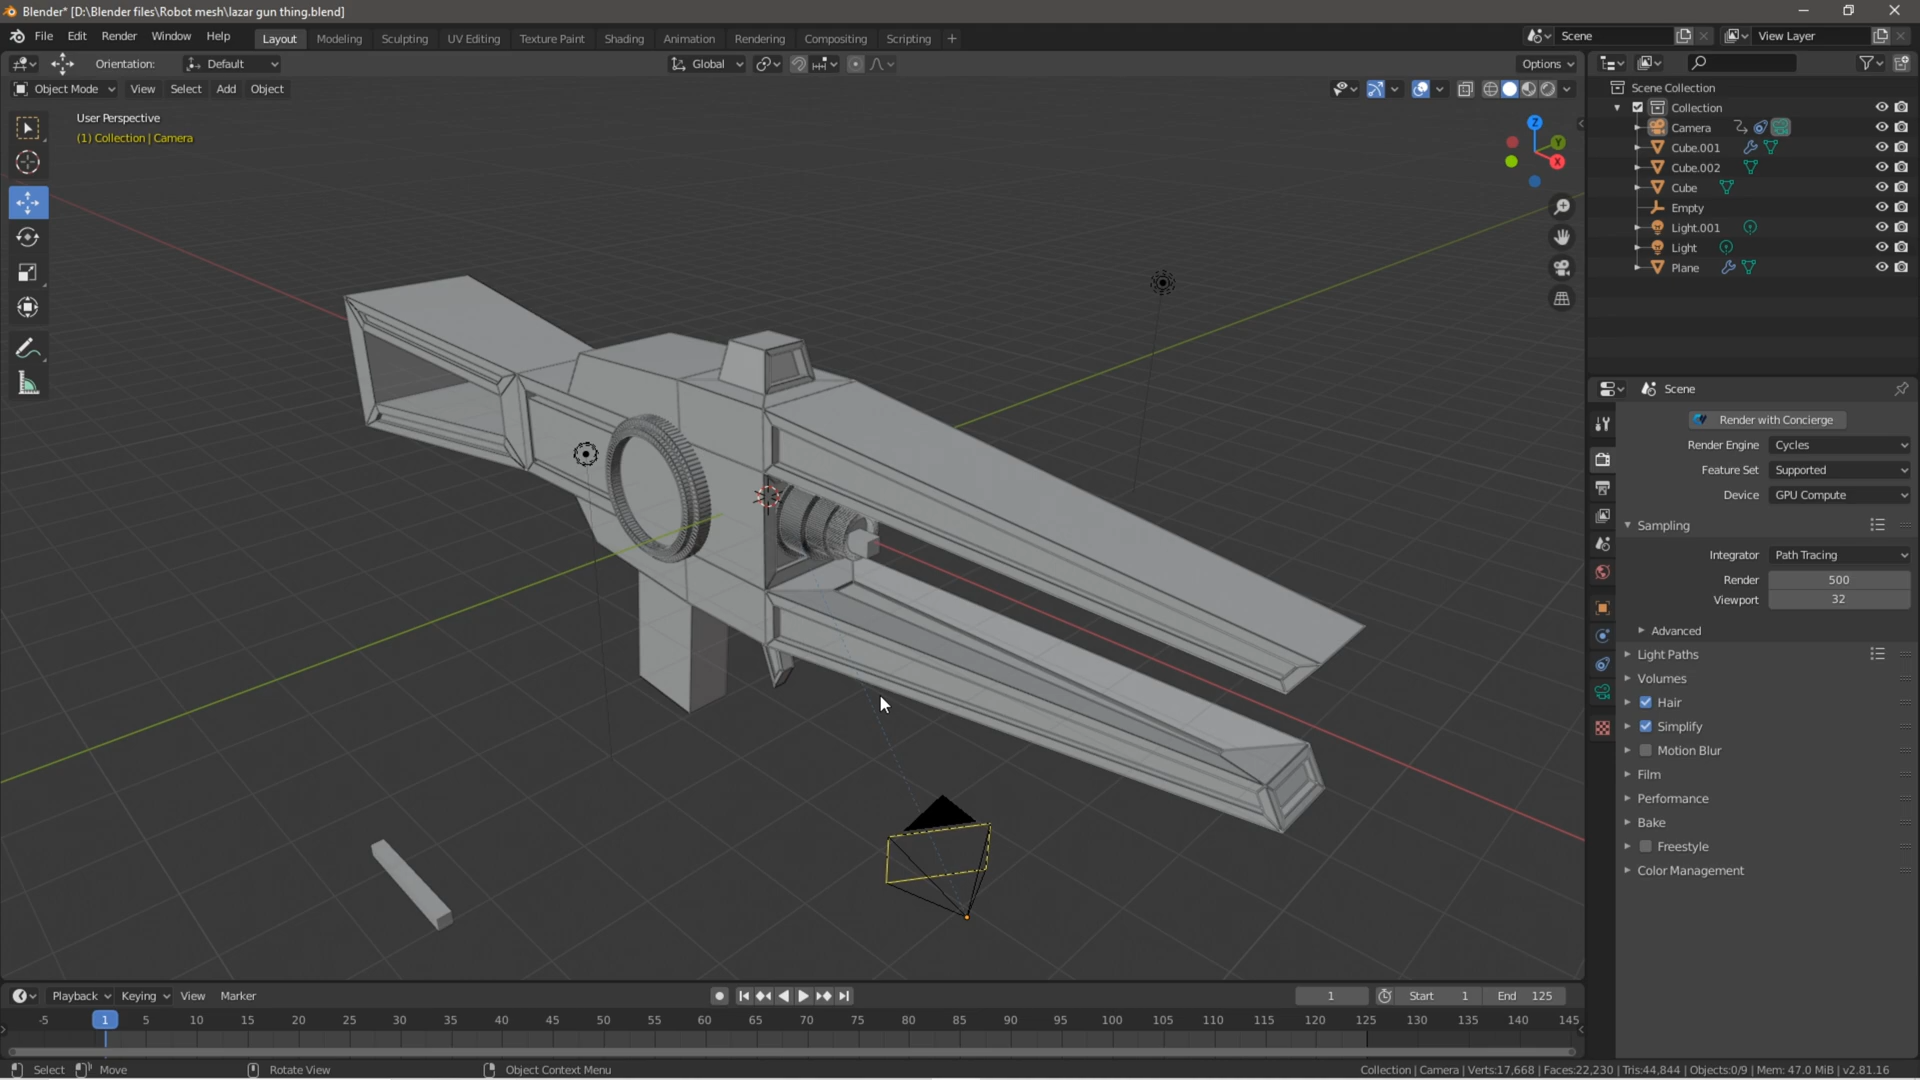 Blender* [D:\Blender files\Robot mesh\lazar gun thing.blend]
File Edit Render Window Help Layout Modeling Sculpting UV Editing Texture Paint Shading Animation Rendering Compositing Scripting + Scene View Layer
Orientation: Default Global Options
Object Mode View Select Add Object
User Perspective
(1) Collection | Camera
Z
Y
X
Scene Collection
Collection
Camera
Cube.001
Cube.002
Cube
Empty
Light.001
Light
Plane
Scene
Render with Concierge
Render Engine Cycles
Feature Set Supported
Device GPU Compute
Sampling
Integrator Path Tracing
Render 500
Viewport 32
Advanced
Light Paths
Volumes
Hair
Simplify
Motion Blur
Film
Performance
Bake
Freestyle
Color Management
Playback Keying View Marker 1 Start 1 End 125
-5 1 5 10 15 20 25 30 35 40 45 50 55 60 65 70 75 80 85 90 95 100 105 110 115 120 125 130 135 140 145
Select Move Rotate View Object Context Menu Collection | Camera | Verts:17,668 | Faces:22,230 | Tris:44,844 | Objects:0/9 | Mem: 47.0 MiB | v2.81.16